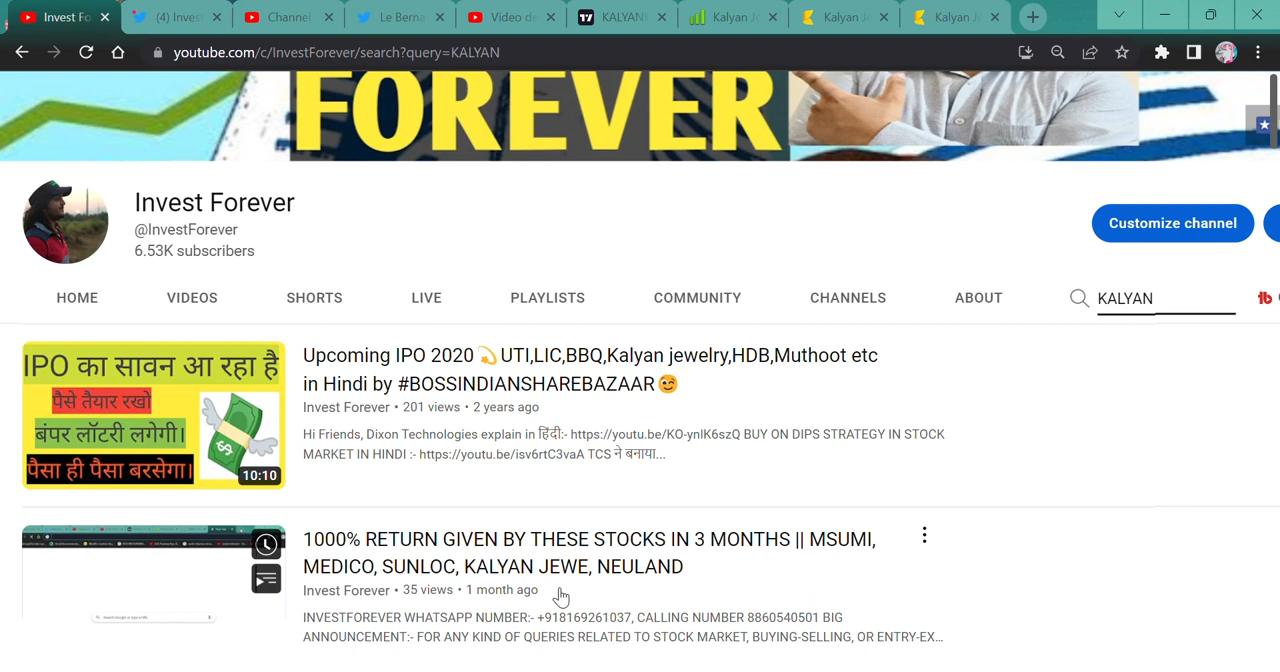 Invest Fo
(4) Invest
Channel
Le Berna
Video de
KALYANK
Kalyan Je
Kalyan Je
Kalyan Je
youtube.com/c/InvestForever/search?query=KALYAN
FOREVER
Invest Forever
@InvestForever
6.53K subscribers
Customize channel
HOME
VIDEOS
SHORTS
LIVE
PLAYLISTS
COMMUNITY
CHANNELS
ABOUT
KALYAN
IPO का सावन आ रहा है
पैसे तैयार रखो
बंपर लॉटरी लगेगी।
पैसा ही पैसा बरसेगा।
10:10
Upcoming IPO 2020💫UTI,LIC,BBQ,Kalyan jewelry,HDB,Muthoot etc
in Hindi by #BOSSINDIANSHAREBAZAAR😊
Invest Forever • 201 views • 2 years ago
Hi Friends, Dixon Technologies explain in हिंदी:- https://youtu.be/KO-ynlK6szQ BUY ON DIPS STRATEGY IN STOCK
MARKET IN HINDI :- https://youtu.be/isv6rtC3vaA TCS ने बनाया...
1000% RETURN GIVEN BY THESE STOCKS IN 3 MONTHS || MSUMI,
MEDICO, SUNLOC, KALYAN JEWE, NEULAND
Invest Forever • 35 views • 1 month ago
INVESTFOREVER WHATSAPP NUMBER:- +918169261037, CALLING NUMBER 8860540501 BIG
ANNOUNCEMENT:- FOR ANY KIND OF QUERIES RELATED TO STOCK MARKET, BUYING-SELLING, OR ENTRY-EX...